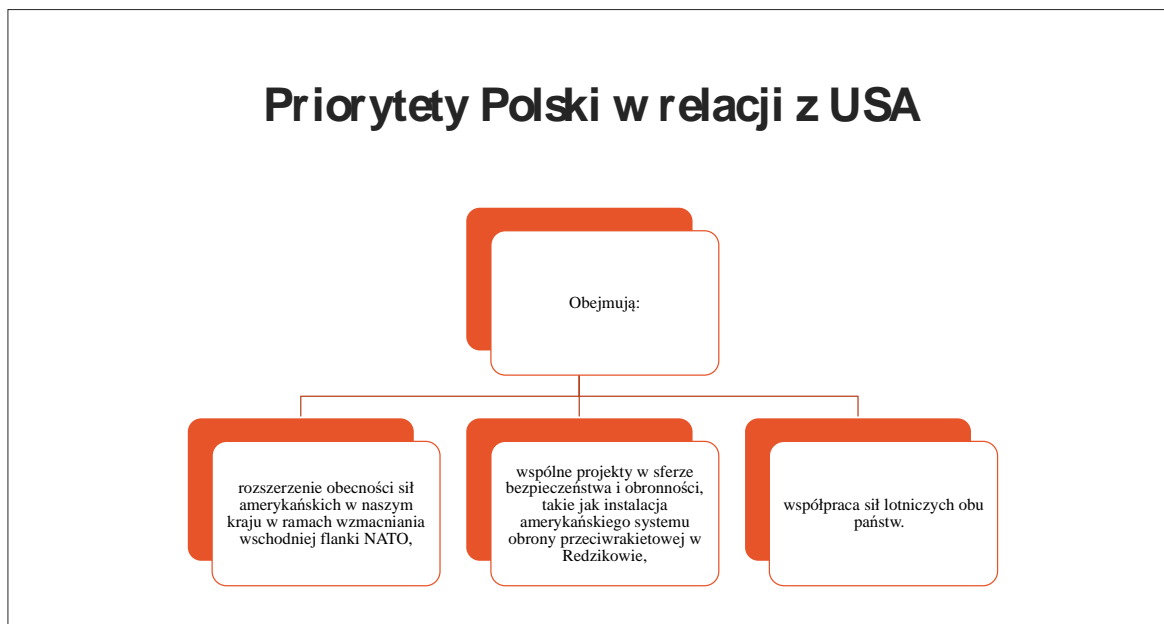 Priorytety Polski w relacji z USA
Obejmują:
rozszerzenie obecności sił
amerykańskich w naszym
kraju w ramach wzmacniania
wschodniej flanki NATO,
wspólne projekty w sferze
bezpieczeństwa i obronności,
takie jak instalacja
amerykańskiego systemu
obrony przeciwrakietowej w
Redzikowie,
współpraca sił lotniczych obu
państw.